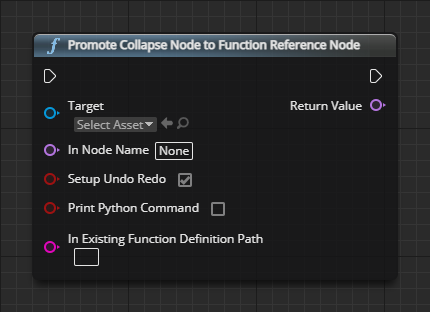 Promote Collapse Node to Function Reference Node
Target
Return Value
Select Asset
In Node Name None
Setup Undo Redo
Print Python Command
In Existing Function Definition Path